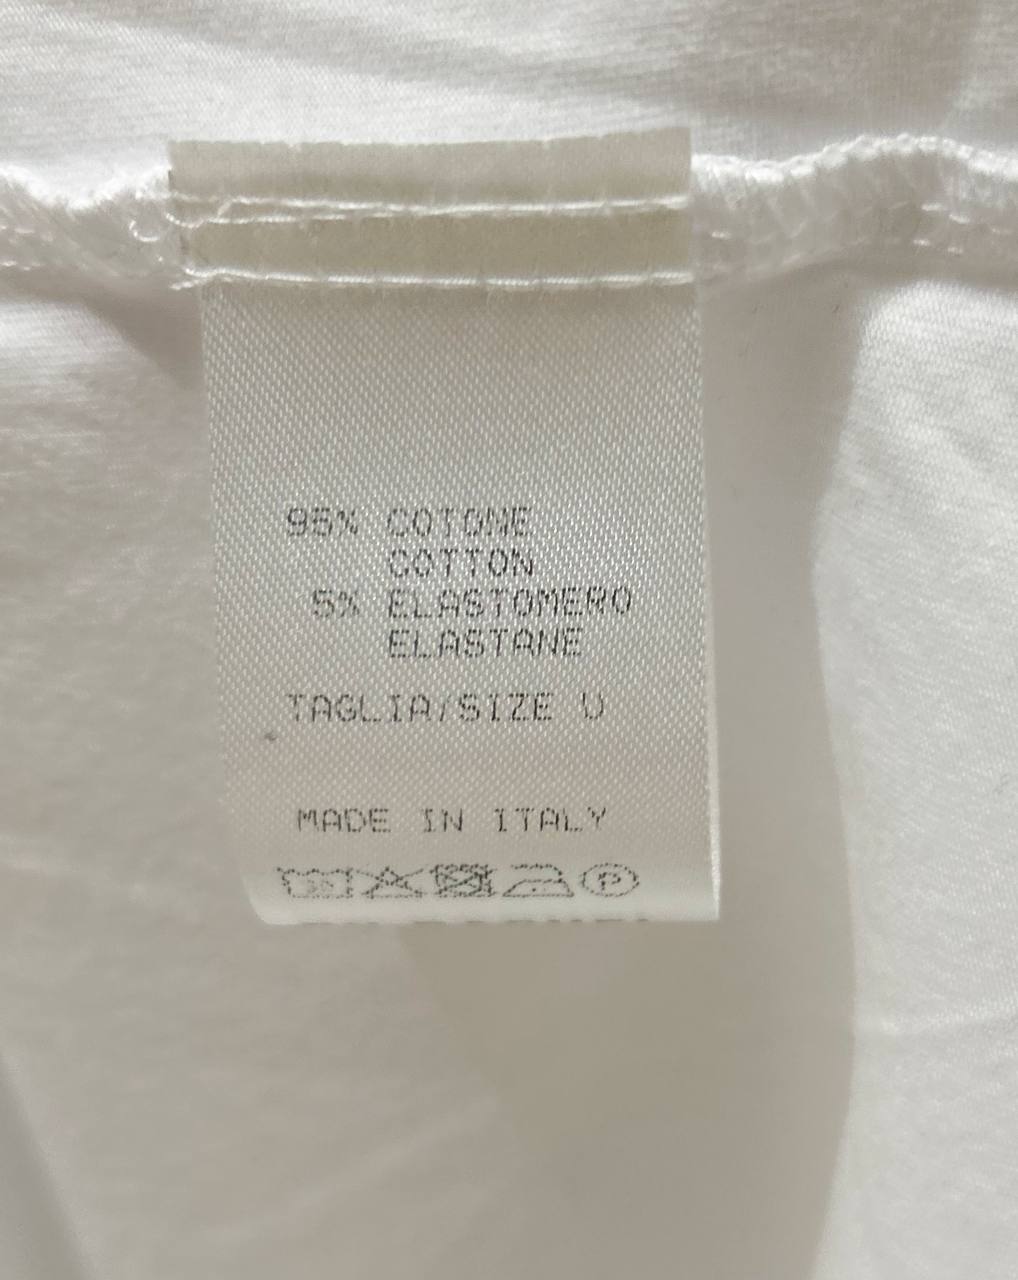 95% COTONE
COTTON
5% ELASTOMERO
ELASTANE
TAGLIA/SIZE U
MADE IN ITALY
P